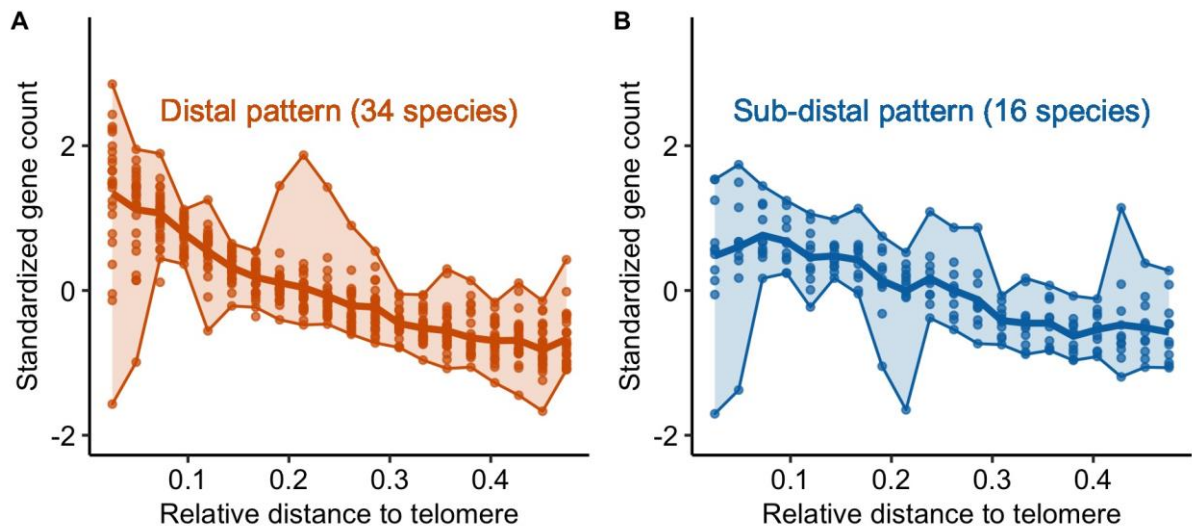 A
Distal pattern (34 species)
Standardized gene count
2
0
-2
0.1 0.2 0.3 0.4
Relative distance to telomere
B
Sub-distal pattern (16 species)
Standardized gene count
2
0
-2
0.1 0.2 0.3 0.4
Relative distance to telomere